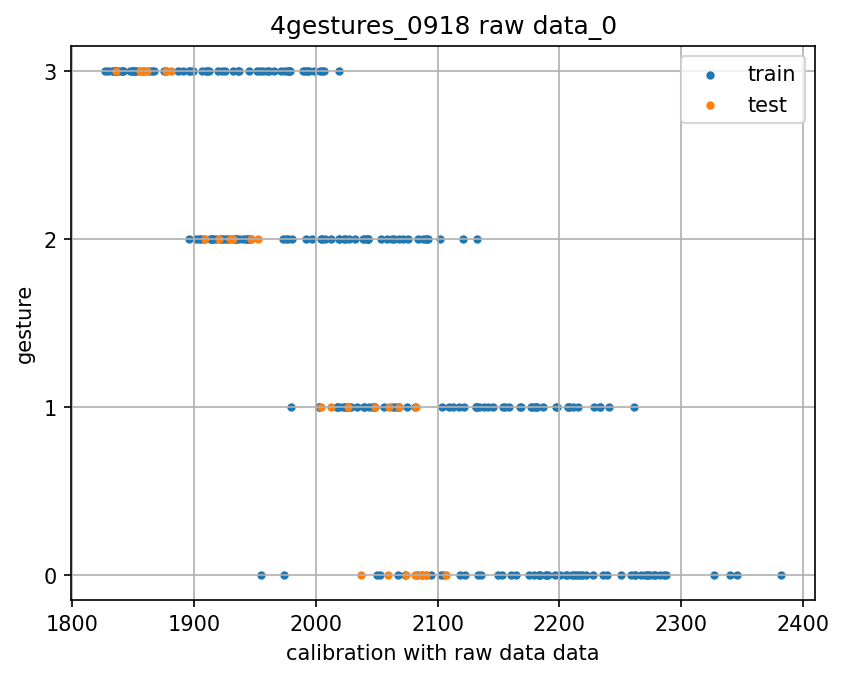 4gestures_0918 raw data_0
train
test
3
2
1
0
gesture
1800 1900 2000 2100 2200 2300 2400
calibration with raw data data